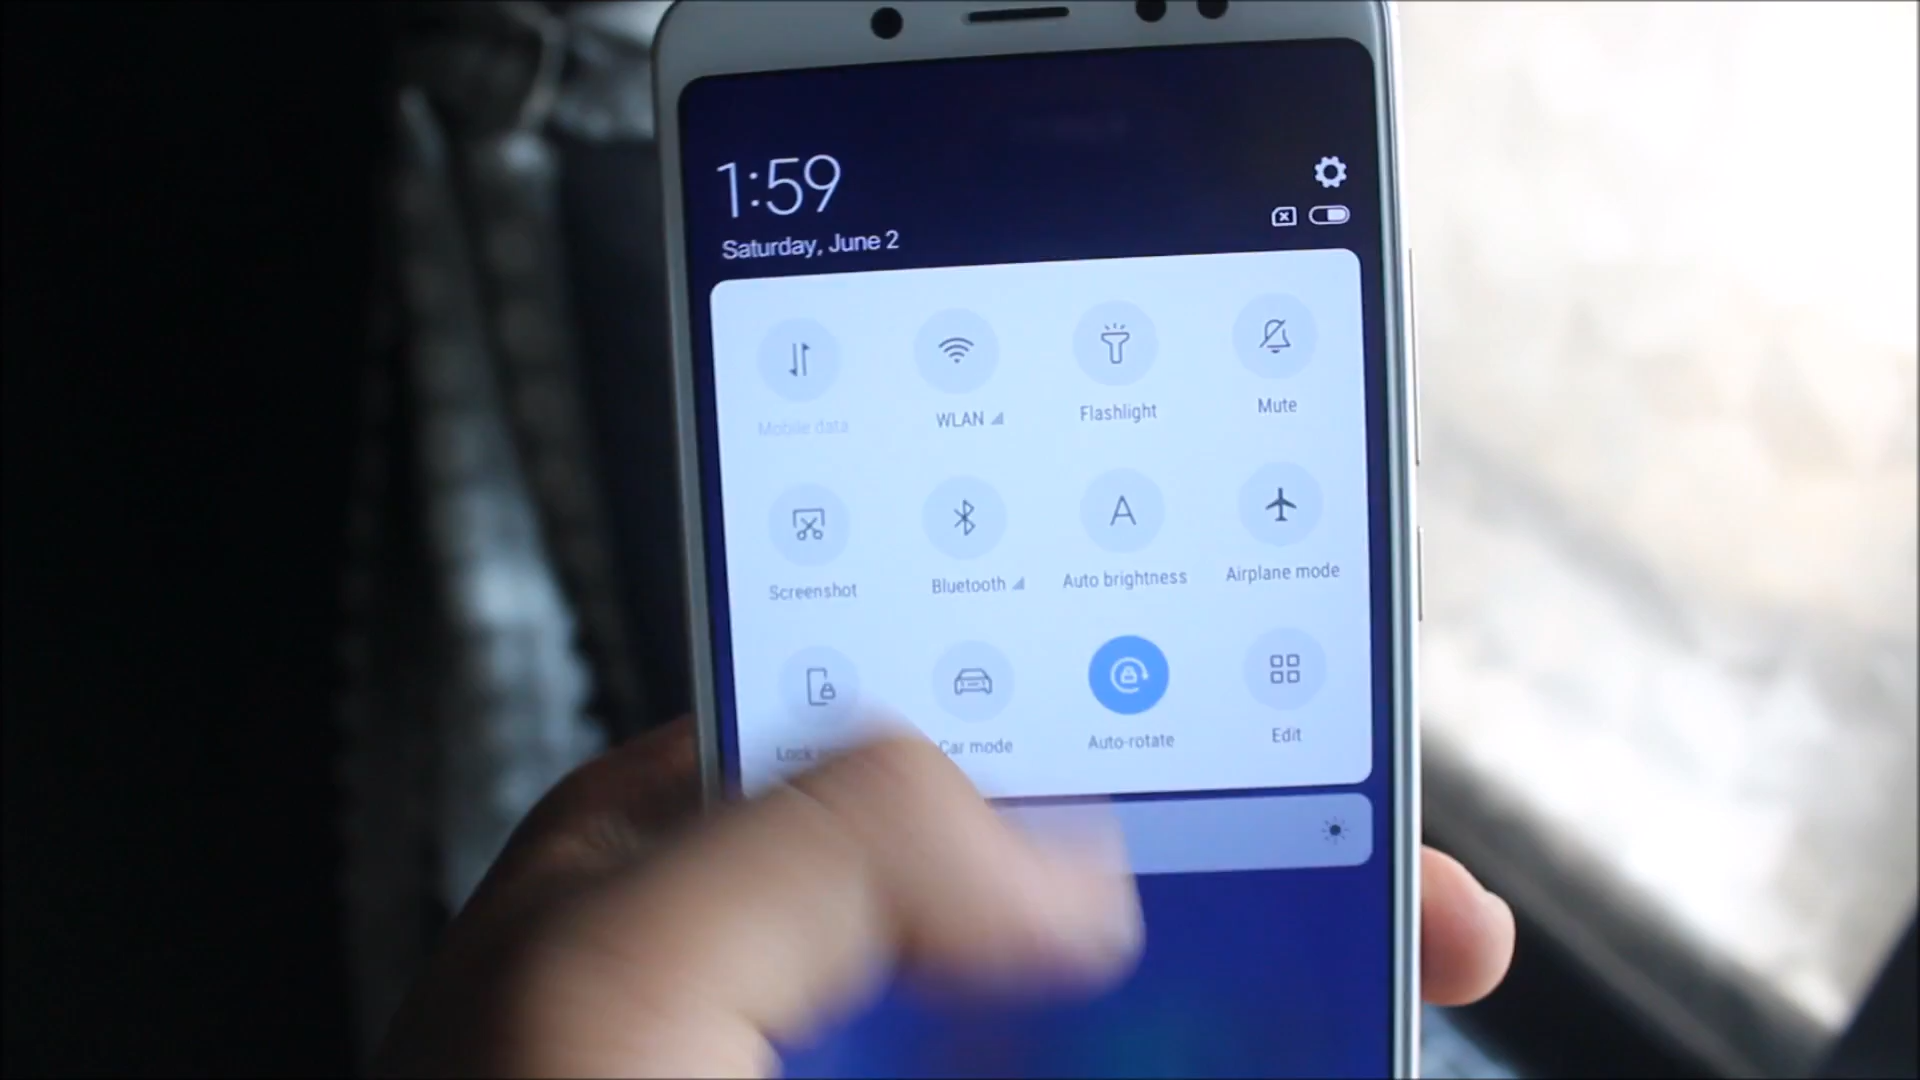 1:59
Saturday, June 2
Mobile data
WLAN
Flashlight
Mute
Screenshot
Bluetooth
Auto brightness
Airplane mode
Lock
Car mode
Auto-rotate
Edit